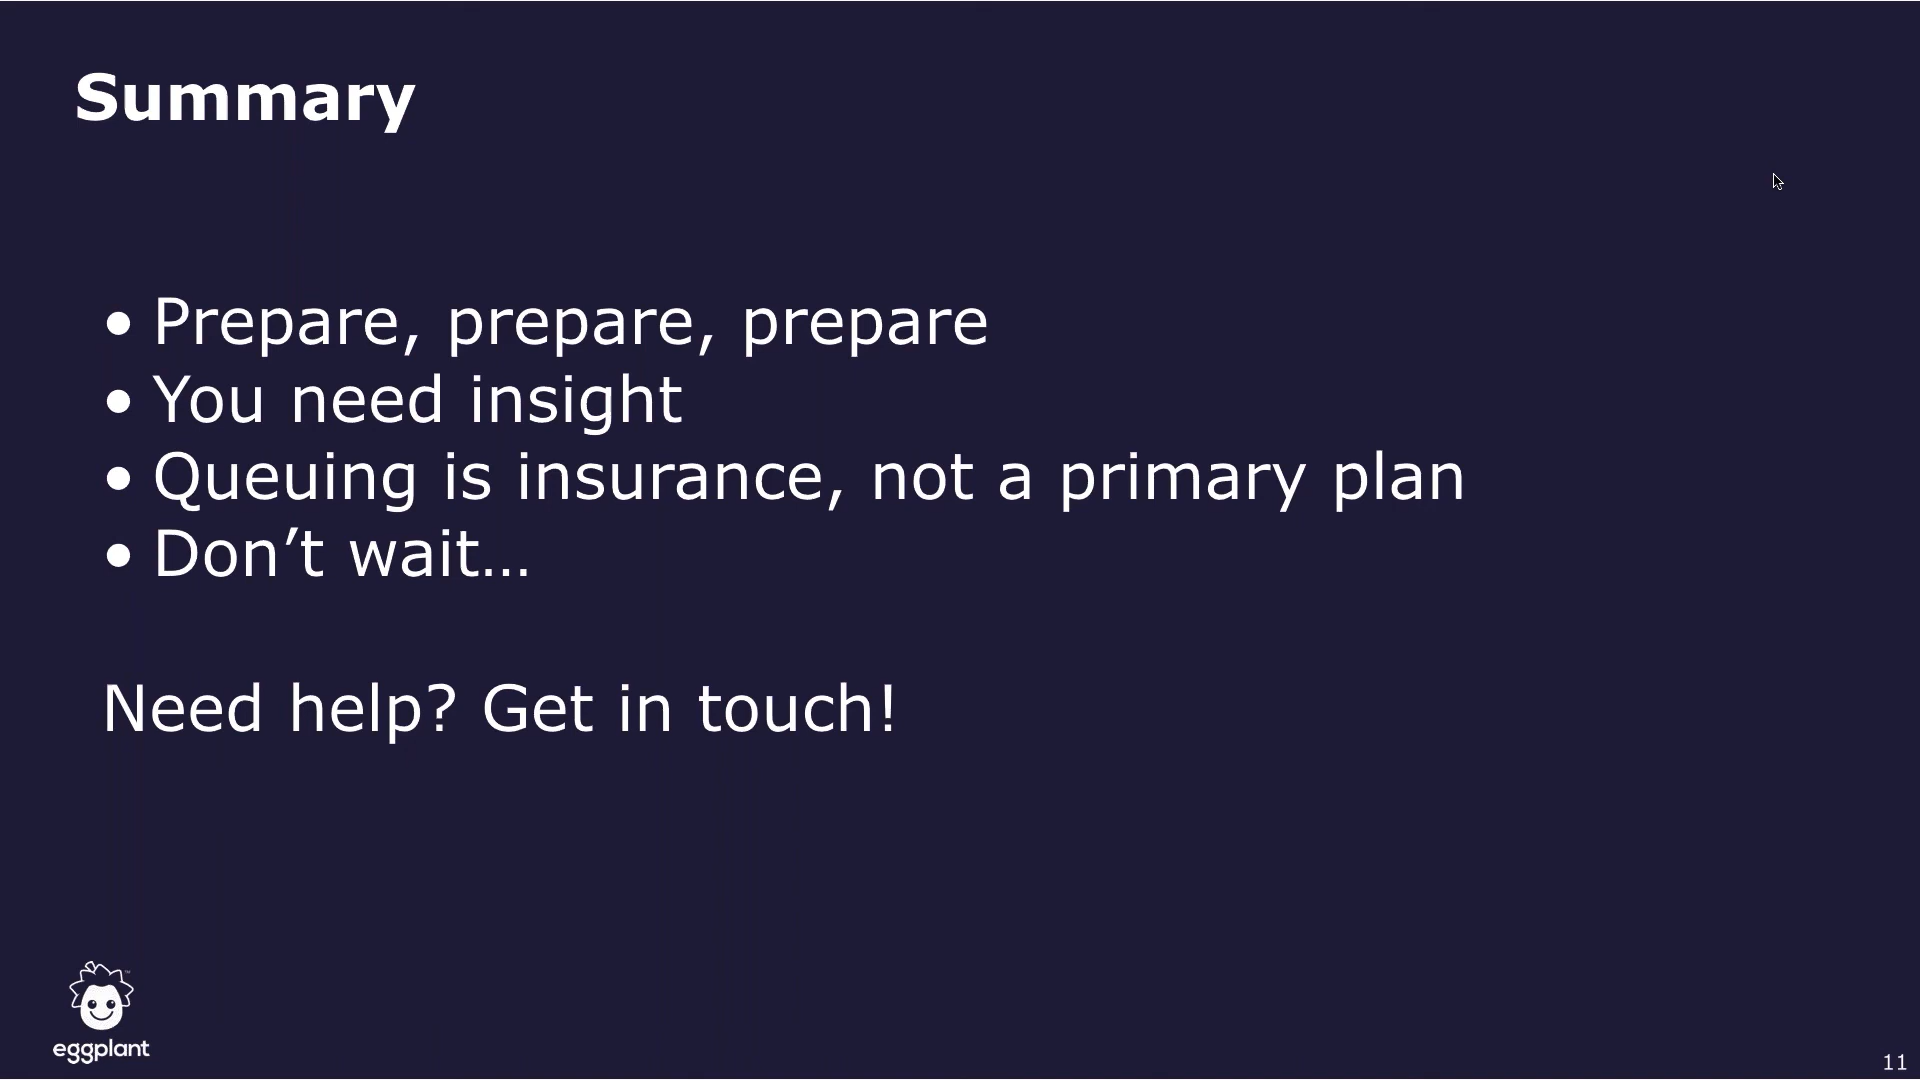 Summary
• Prepare, prepare, prepare
• You need insight
• Queuing is insurance, not a primary plan
• Don’t wait…
Need help? Get in touch!
™
eggplant
11